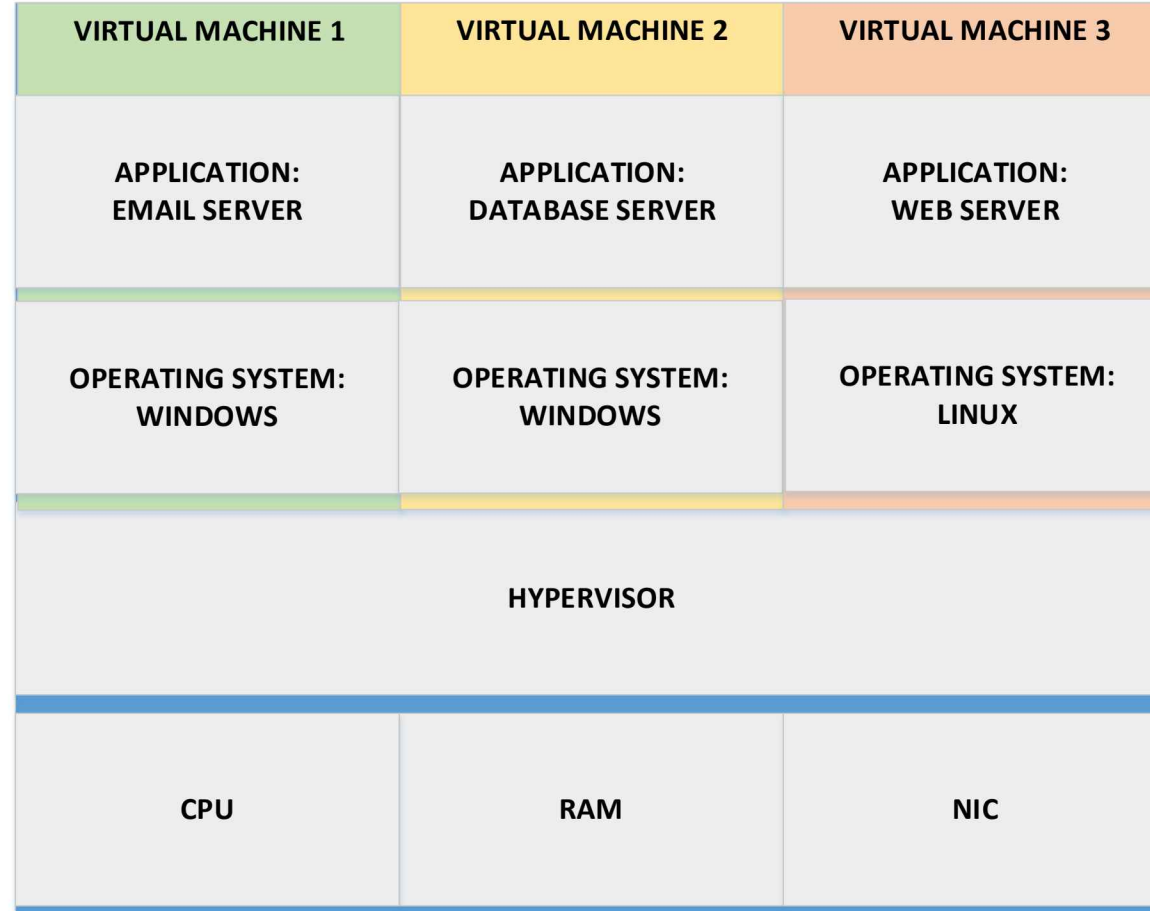 VIRTUAL MACHINE 1
VIRTUAL MACHINE 2
VIRTUAL MACHINE 3
APPLICATION:
EMAIL SERVER
APPLICATION:
DATABASE SERVER
APPLICATION:
WEB SERVER
OPERATING SYSTEM:
WINDOWS
OPERATING SYSTEM:
WINDOWS
OPERATING SYSTEM:
LINUX
HYPERVISOR
CPU
RAM
NIC